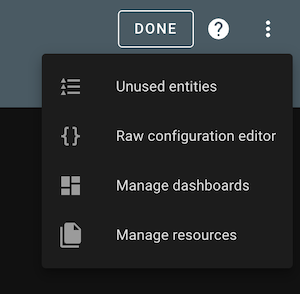 DONE
Unused entities
Raw configuration editor
Manage dashboards
Manage resources